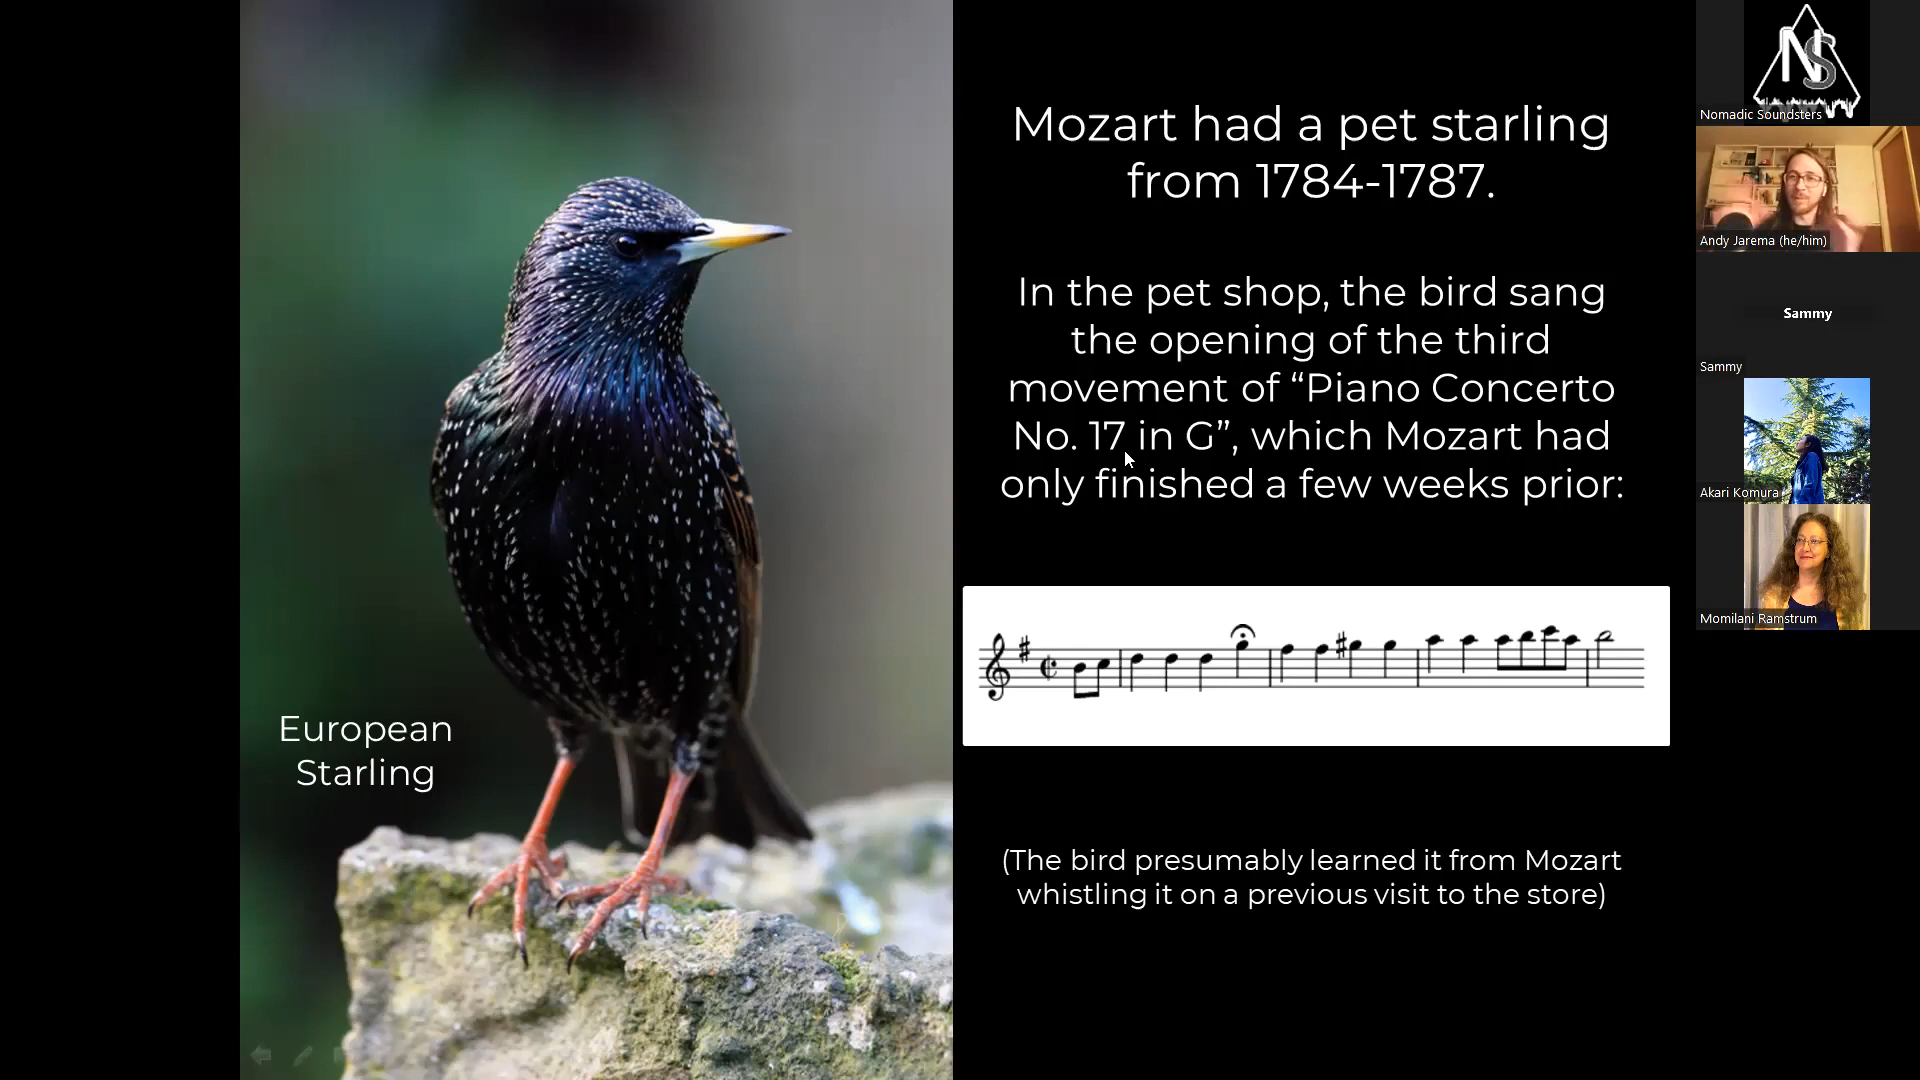 Mozart had a pet starling
from 1784-1787.
In the pet shop, the bird sang
the opening of the third
movement of “Piano Concerto
No. 17 in G”, which Mozart had
only finished a few weeks prior:
(The bird presumably learned it from Mozart
whistling it on a previous visit to the store)
European
Starling
NS
Nomadic Soundsters
Andy Jarema (he/him)
Sammy
Sammy
Akari Komura
Momilani Ramstrum